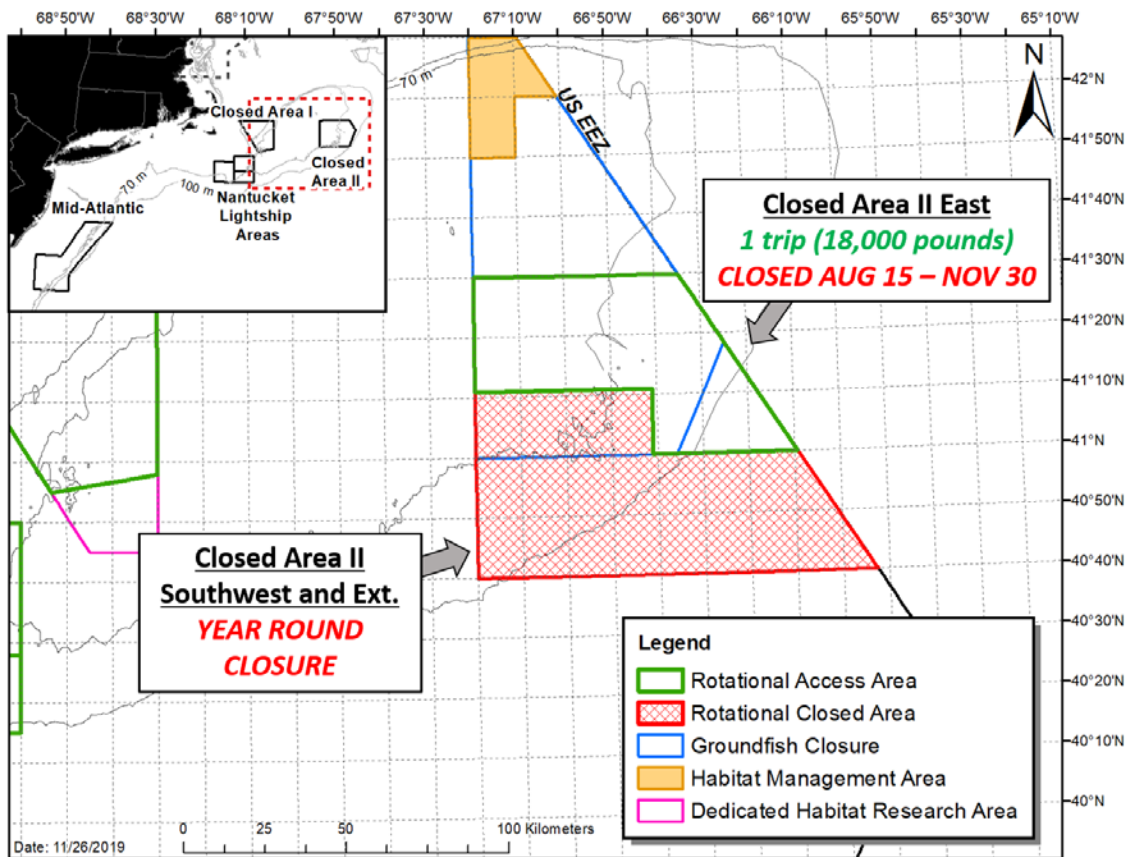 68°50'W 68°30'W 68°10'W 67°50'W 67°30'W 67°10'W 66°50'W 66°30'W 66°10'W 65°50'W 65°30'W 65°10'W
N
42°N
41°50'N
41°40'N
41°30'N
41°20'N
41°10'N
41°N
40°50'N
40°40'N
40°30'N
40°20'N
40°10'N
40°N
Closed Area I
Closed
Area II
70 m
100 m
Nantucket
Lightship
Areas
Mid-Atlantic
70 m
US EEZ
Closed Area II East
1 trip (18,000 pounds)
CLOSED AUG 15 – NOV 30
Closed Area II
Southwest and Ext.
YEAR ROUND
CLOSURE
Legend
Rotational Access Area
Rotational Closed Area
Groundfish Closure
Habitat Management Area
Dedicated Habitat Research Area
0 25 50 100 Kilometers
Date: 11/26/2019